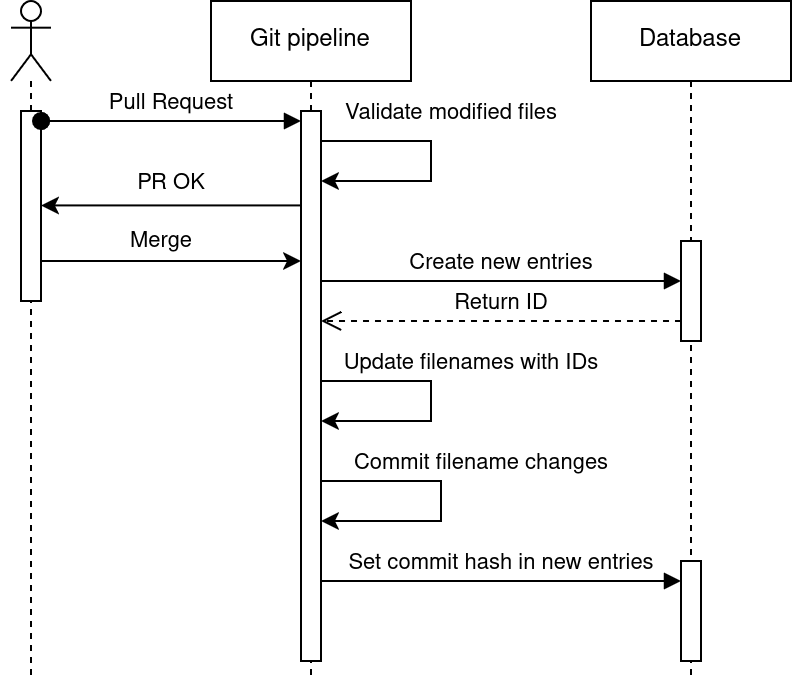 Git pipeline
Database
Pull Request
Validate modified files
PR OK
Merge
Create new entries
Return ID
Update filenames with IDs
Commit filename changes
Set commit hash in new entries